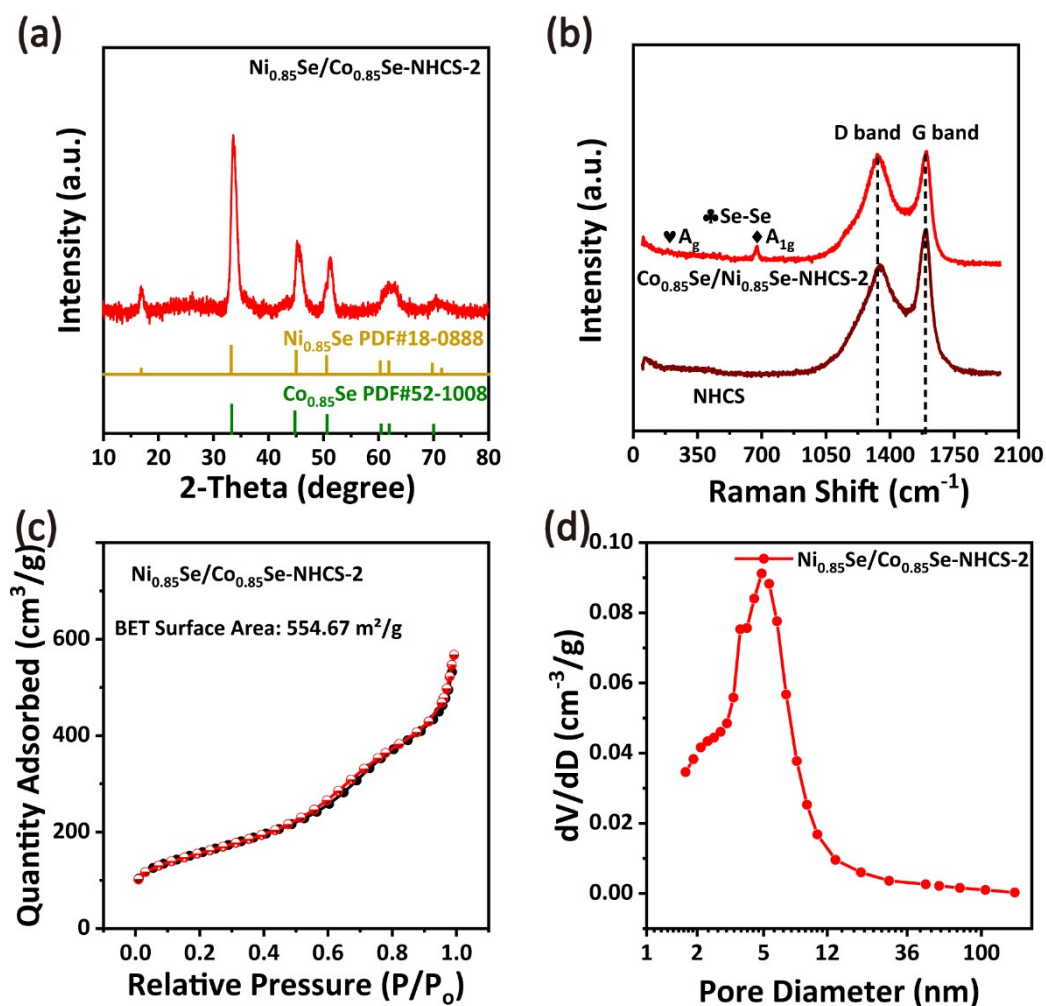 (a)
Ni₀.₈₅Se/Co₀.₈₅Se-NHCS-2
Intensity (a.u.)
Ni₀.₈₅Se PDF#18-0888
Co₀.₈₅Se PDF#52-1008
10 20 30 40 50 60 70 80
2-Theta (degree)
(b)
D band G band
♣Se-Se
♥A_g ♦A₁g
Co₀.₈₅Se/Ni₀.₈₅Se-NHCS-2
NHCS
Intensity (a.u.)
0 350 700 1050 1400 1750 2100
Raman Shift (cm⁻¹)
(c)
Ni₀.₈₅Se/Co₀.₈₅Se-NHCS-2
BET Surface Area: 554.67 m²/g
Quantity Adsorbed (cm³/g)
600
400
200
0
0.0 0.2 0.4 0.6 0.8 1.0
Relative Pressure (P/Pₒ)
(d)
Ni₀.₈₅Se/Co₀.₈₅Se-NHCS-2
dV/dD (cm⁻³/g)
0.10
0.08
0.06
0.04
0.02
0.00
1 2 5 12 36 100
Pore Diameter (nm)